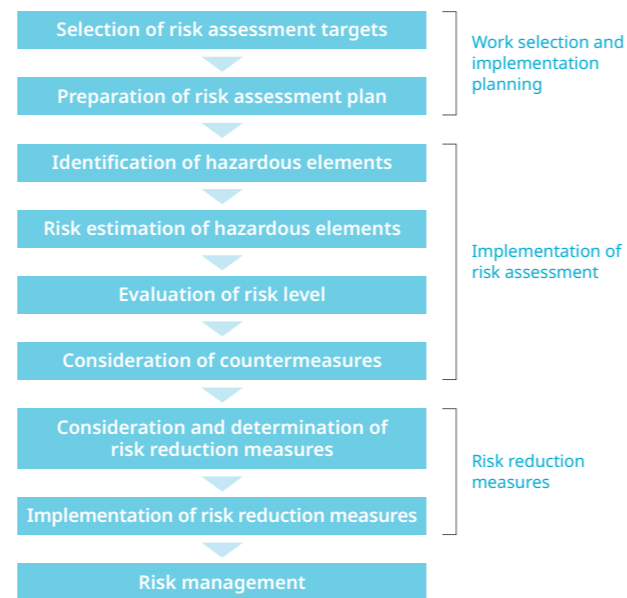 Selection of risk assessment targets
Preparation of risk assessment plan
Work selection and
implementation
planning
Identification of hazardous elements
Risk estimation of hazardous elements
Evaluation of risk level
Consideration of countermeasures
Implementation of
risk assessment
Consideration and determination of
risk reduction measures
Implementation of risk reduction measures
Risk reduction
measures
Risk management